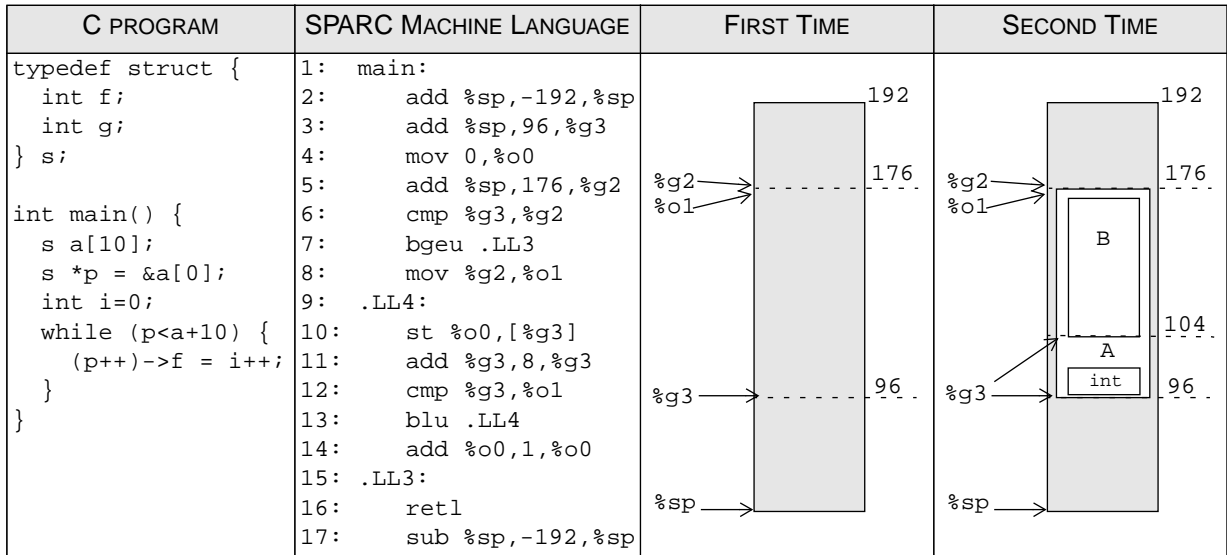 C PROGRAM
SPARC MACHINE LANGUAGE
FIRST TIME
SECOND TIME
typedef struct {
  int f;
  int g;
} s;

int main() {
  s a[10];
  s *p = &a[0];
  int i=0;
  while (p<a+10) {
    (p++)->f = i++;
  }
}
1:  main:
2:     add %sp,-192,%sp
3:     add %sp,96,%g3
4:     mov 0,%o0
5:     add %sp,176,%g2
6:     cmp %g3,%g2
7:     bgeu .LL3
8:     mov %g2,%o1
9:  .LL4:
10:    st %o0,[%g3]
11:    add %g3,8,%g3
12:    cmp %g3,%o1
13:    blu .LL4
14:    add %o0,1,%o0
15: .LL3:
16:    retl
17:    sub %sp,-192,%sp
192
176
%g2
%o1
96
%g3
%sp
192
176
%g2
%o1
B
104
A
int
96
%g3
%sp